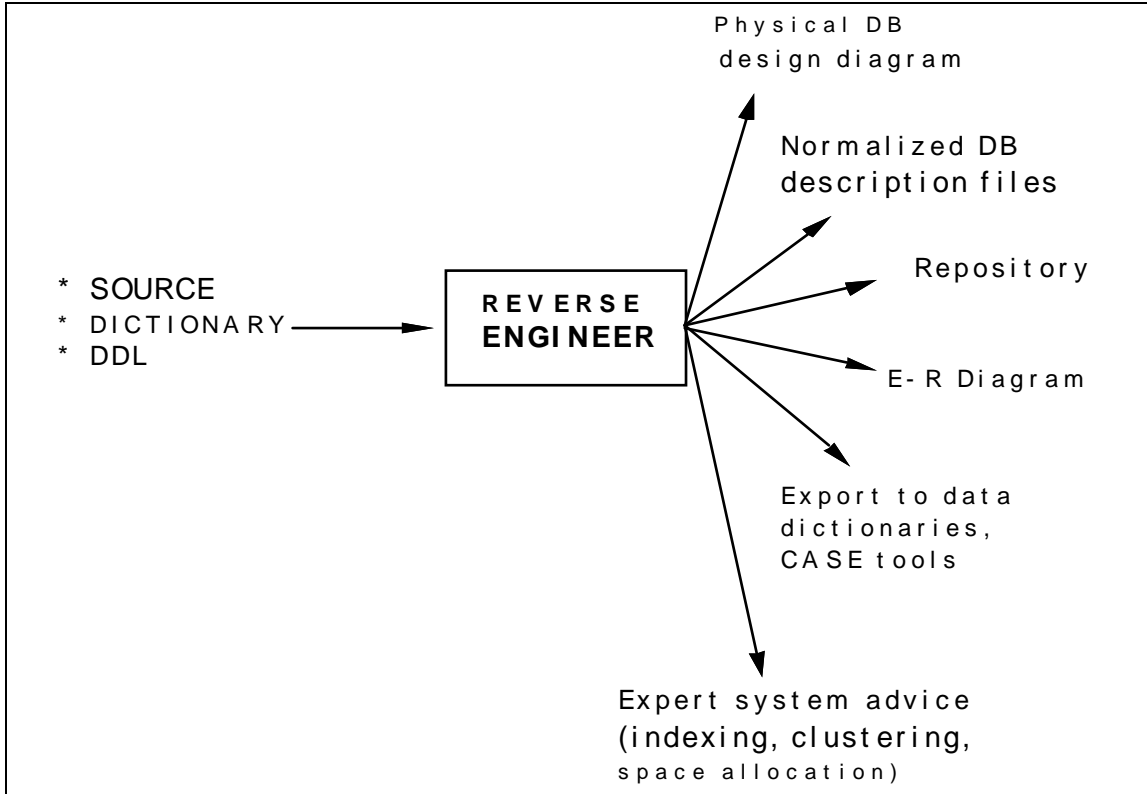 Physical DB
design diagram
Normalized DB
description files
Repository
* SOURCE
* DICTIONARY
* DDL
REVERSE
ENGINEER
E-R Diagram
Export to data
dictionaries,
CASE tools
Expert system advice
(indexing, clustering,
space allocation)